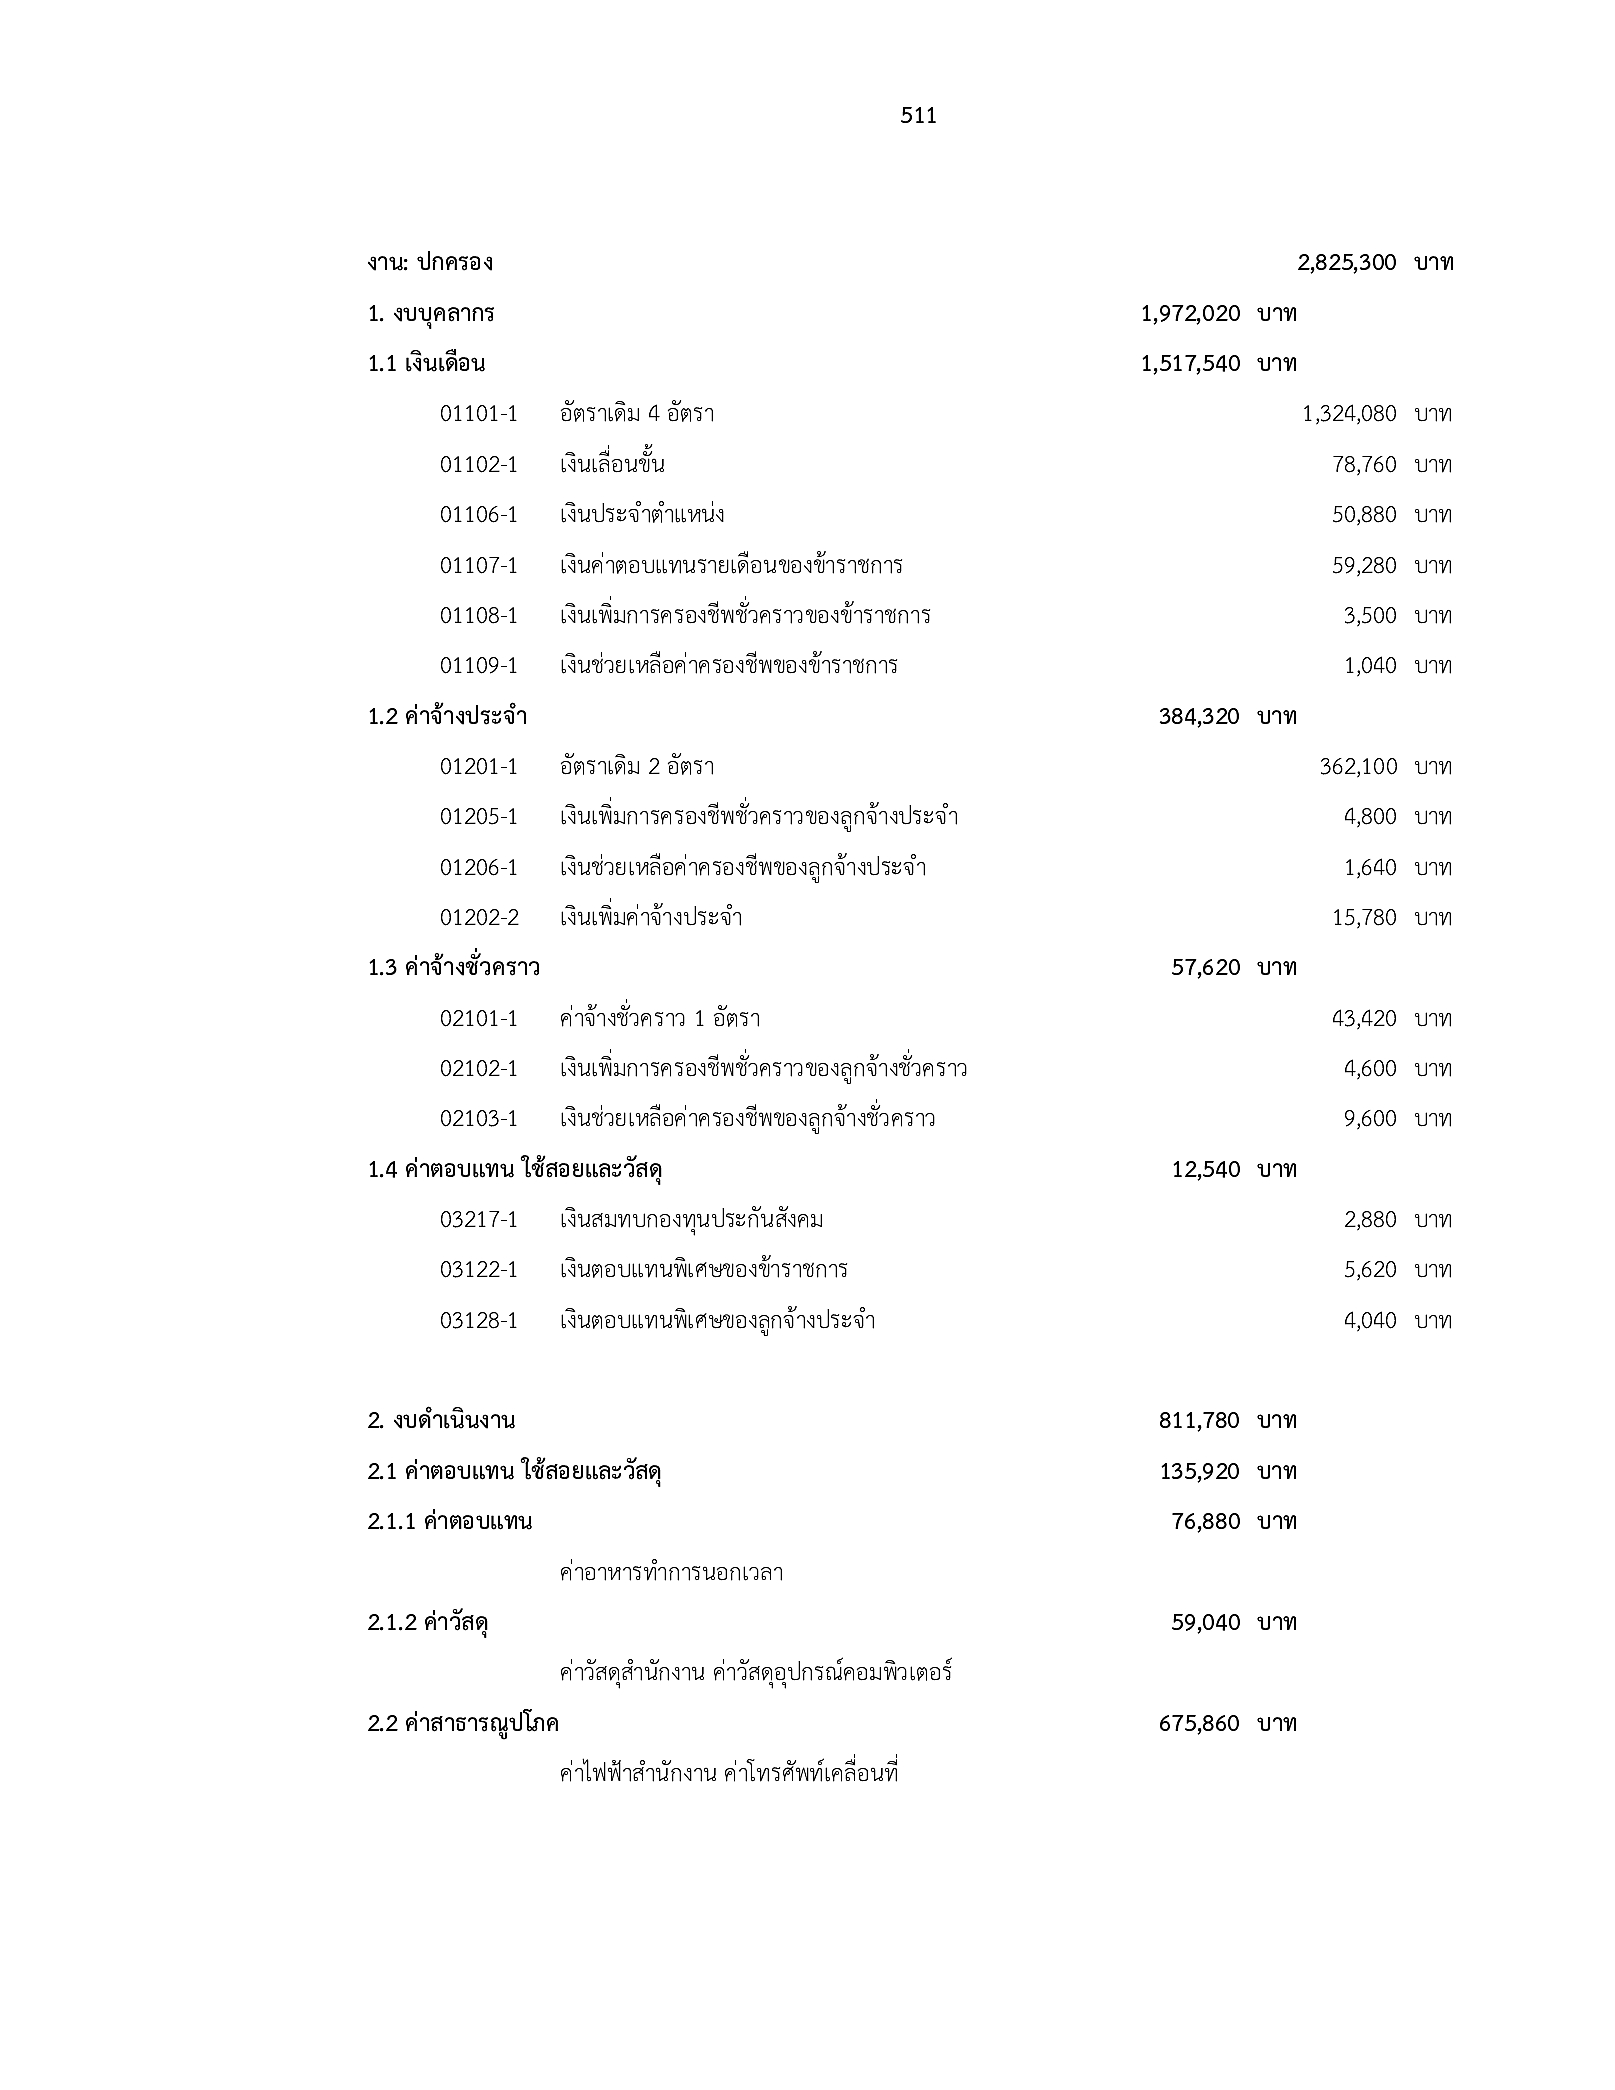 511
งาน: ปกครอง 2,825,300 บาท
1. งบบุคลากร 1,972,020 บาท
1.1 เงินเดือน 1,517,540 บาท
01101-1 อัตราเดิม 4 อัตรา 1,324,080 บาท
01102-1 เงินเลื่อนขั้น 78,760 บาท
01106-1 เงินประจำตำแหน่ง 50,880 บาท
01107-1 เงินค่าตอบแทนรายเดือนของข้าราชการ 59,280 บาท
01108-1 เงินเพิ่มการครองชีพชั่วคราวของข้าราชการ 3,500 บาท
01109-1 เงินช่วยเหลือค่าครองชีพของข้าราชการ 1,040 บาท
1.2 ค่าจ้างประจำ 384,320 บาท
01201-1 อัตราเดิม 2 อัตรา 362,100 บาท
01205-1 เงินเพิ่มการครองชีพชั่วคราวของลูกจ้างประจำ 4,800 บาท
01206-1 เงินช่วยเหลือค่าครองชีพของลูกจ้างประจำ 1,640 บาท
01202-2 เงินเพิ่มค่าจ้างประจำ 15,780 บาท
1.3 ค่าจ้างชั่วคราว 57,620 บาท
02101-1 ค่าจ้างชั่วคราว 1 อัตรา 43,420 บาท
02102-1 เงินเพิ่มการครองชีพชั่วคราวของลูกจ้างชั่วคราว 4,600 บาท
02103-1 เงินช่วยเหลือค่าครองชีพของลูกจ้างชั่วคราว 9,600 บาท
1.4 ค่าตอบแทน ใช้สอยและวัสดุ 12,540 บาท
03217-1 เงินสมทบกองทุนประกันสังคม 2,880 บาท
03122-1 เงินตอบแทนพิเศษของข้าราชการ 5,620 บาท
03128-1 เงินตอบแทนพิเศษของลูกจ้างประจำ 4,040 บาท
2. งบดำเนินงาน 811,780 บาท
2.1 ค่าตอบแทน ใช้สอยและวัสดุ 135,920 บาท
2.1.1 ค่าตอบแทน 76,880 บาท
ค่าอาหารทำการนอกเวลา
2.1.2 ค่าวัสดุ 59,040 บาท
ค่าวัสดุสำนักงาน ค่าวัสดุอุปกรณ์คอมพิวเตอร์
2.2 ค่าสาธารณูปโภค 675,860 บาท
ค่าไฟฟ้าสำนักงาน ค่าโทรศัพท์เคลื่อนที่